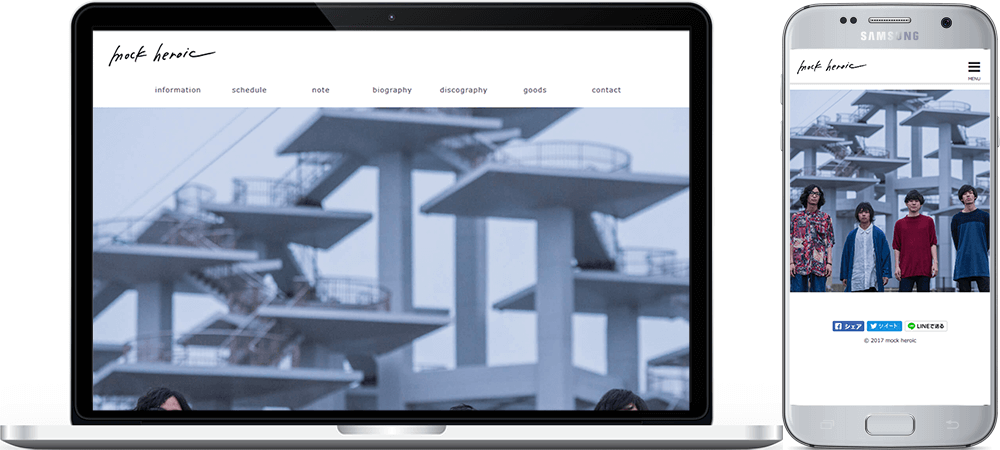 mock heroic
information schedule note biography discography goods contact
SAMSUNG
mock heroic
MENU
シェア ツイート LINEで送る
© 2017 mock heroic